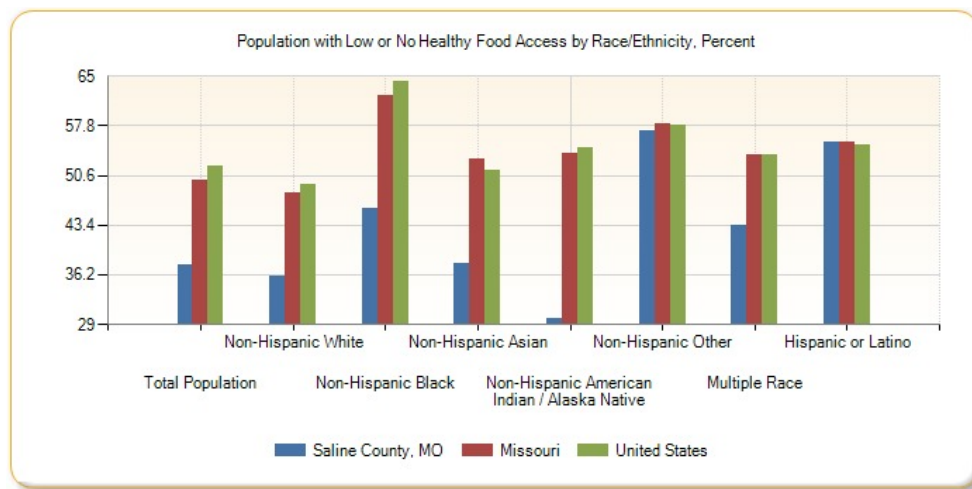 Population with Low or No Healthy Food Access by Race/Ethnicity, Percent
65
57.8
50.6
43.4
36.2
29
Non-Hispanic White
Non-Hispanic Asian
Non-Hispanic Other
Hispanic or Latino
Total Population
Non-Hispanic Black
Non-Hispanic American
Indian / Alaska Native
Multiple Race
Saline County, MO
Missouri
United States